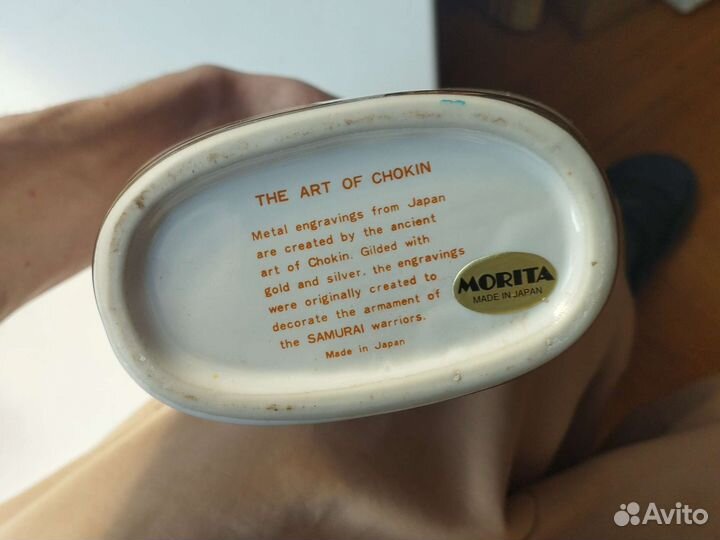 THE ART OF CHOKIN
Metal engravings from Japan
are created by the ancient
art of Chokin. Gilded with
gold and silver, the engravings
were originally created to
decorate the armament of
the SAMURAI warriors.
Made in Japan
MORITA
MADE IN JAPAN
Avito